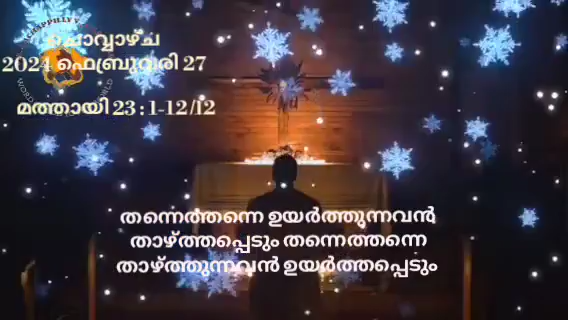 ചൊവ്വാഴ്ച
2024 ഫെബ്രുവരി 27
മത്തായി 23 : 1-12 /12
തന്നെത്തന്നെ ഉയർത്തുന്നവൻ
താഴ്ത്തപ്പെടും തന്നെത്തന്നെ
താഴ്ത്തുന്നവൻ ഉയർത്തപ്പെടും